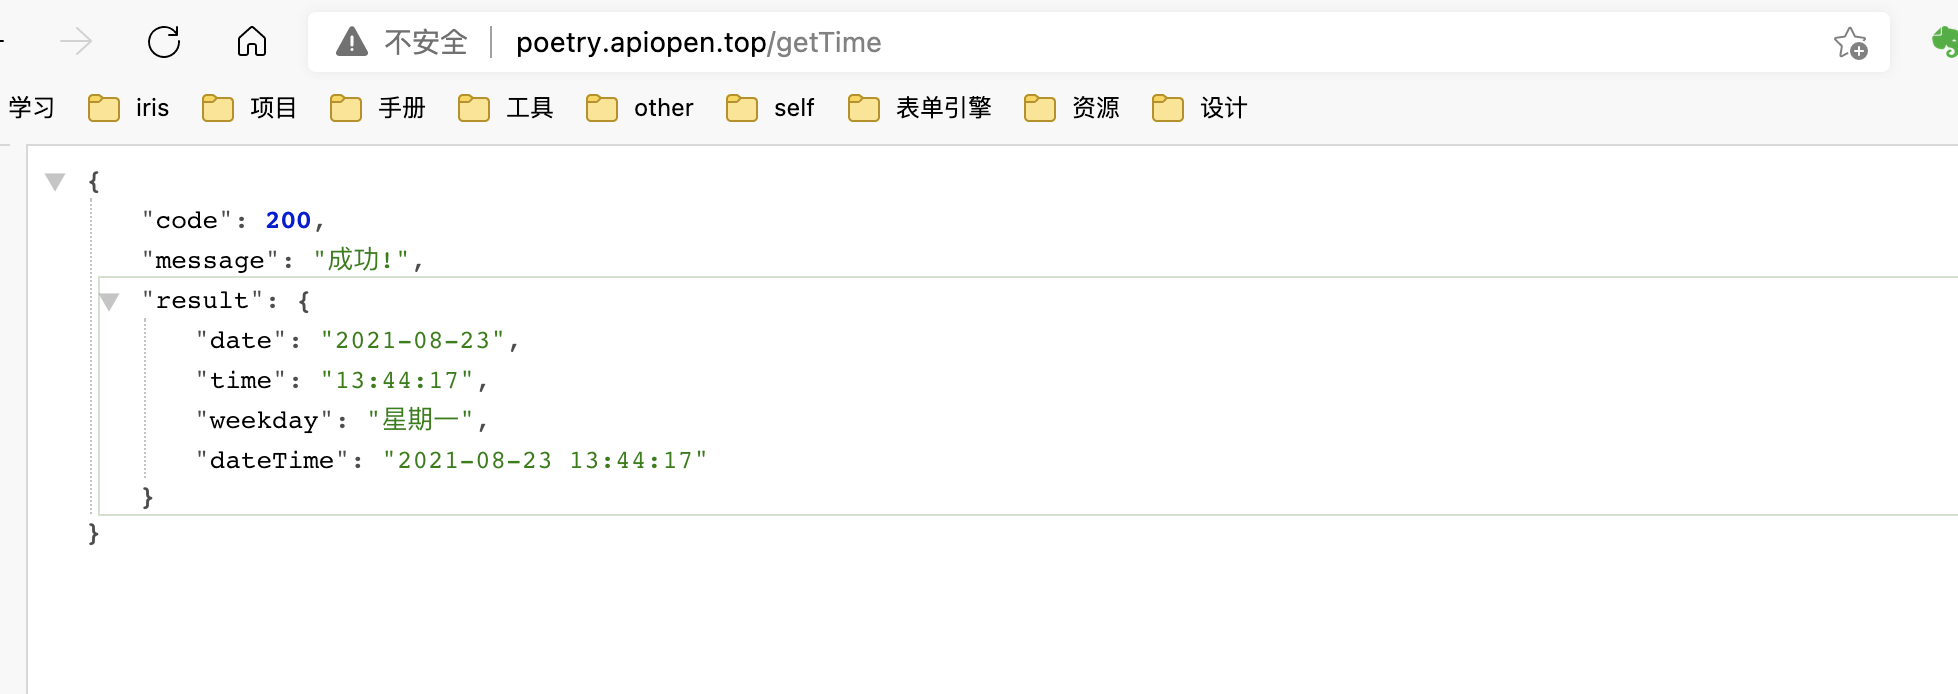 不安全 poetry.apiopen.top/getTime
学习 iris 项目 手册 工具 other self 表单引擎 资源 设计
{
"code": 200,
"message": "成功!",
"result": {
"date": "2021-08-23",
"time": "13:44:17",
"weekday": "星期一",
"dateTime": "2021-08-23 13:44:17"
}
}